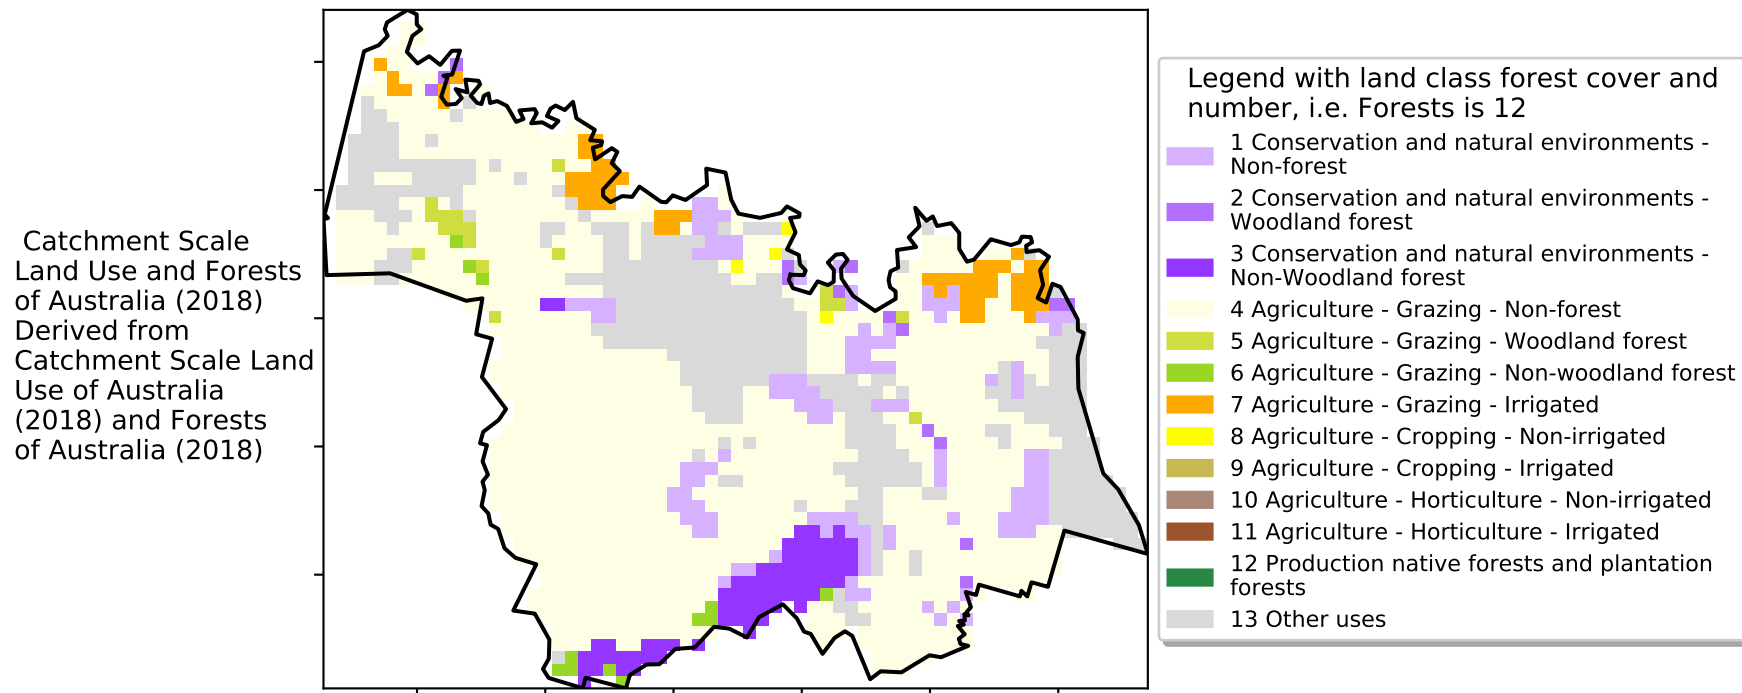 Catchment Scale
Land Use and Forests
of Australia (2018)
Derived from
Catchment Scale Land
Use of Australia
(2018) and Forests
of Australia (2018)
Legend with land class forest cover and
number, i.e. Forests is 12
1 Conservation and natural environments -
Non-forest
2 Conservation and natural environments -
Woodland forest
3 Conservation and natural environments -
Non-Woodland forest
4 Agriculture - Grazing - Non-forest
5 Agriculture - Grazing - Woodland forest
6 Agriculture - Grazing - Non-woodland forest
7 Agriculture - Grazing - Irrigated
8 Agriculture - Cropping - Non-irrigated
9 Agriculture - Cropping - Irrigated
10 Agriculture - Horticulture - Non-irrigated
11 Agriculture - Horticulture - Irrigated
12 Production native forests and plantation
forests
13 Other uses